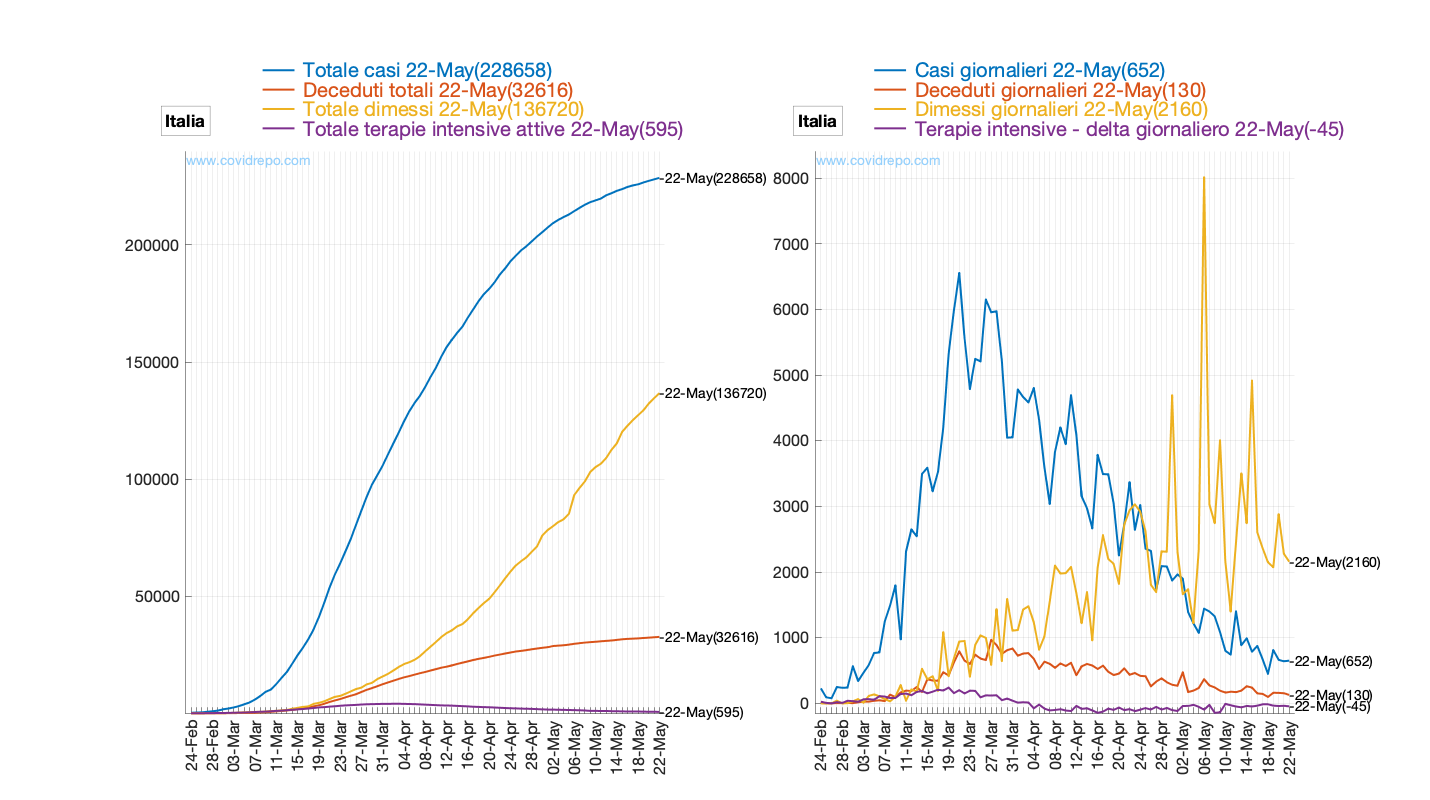 Totale casi 22-May(228658)
Deceduti totali 22-May(32616)
Totale dimessi 22-May(136720)
Totale terapie intensive attive 22-May(595)
Italia
www.covidrepo.com
200000
150000
100000
50000
22-May(228658)
22-May(136720)
22-May(32616)
22-May(595)
24-Feb
28-Feb
03-Mar
07-Mar
11-Mar
15-Mar
19-Mar
23-Mar
27-Mar
31-Mar
04-Apr
08-Apr
12-Apr
16-Apr
20-Apr
24-Apr
28-Apr
02-May
06-May
10-May
14-May
18-May
22-May
Casi giornalieri 22-May(652)
Deceduti giornalieri 22-May(130)
Dimessi giornalieri 22-May(2160)
Terapie intensive - delta giornaliero 22-May(-45)
Italia
www.covidrepo.com
8000
7000
6000
5000
4000
3000
2000
1000
0
22-May(2160)
22-May(652)
22-May(130)
22-May(-45)
24-Feb
28-Feb
03-Mar
07-Mar
11-Mar
15-Mar
19-Mar
23-Mar
27-Mar
31-Mar
04-Apr
08-Apr
12-Apr
16-Apr
20-Apr
24-Apr
28-Apr
02-May
06-May
10-May
14-May
18-May
22-May